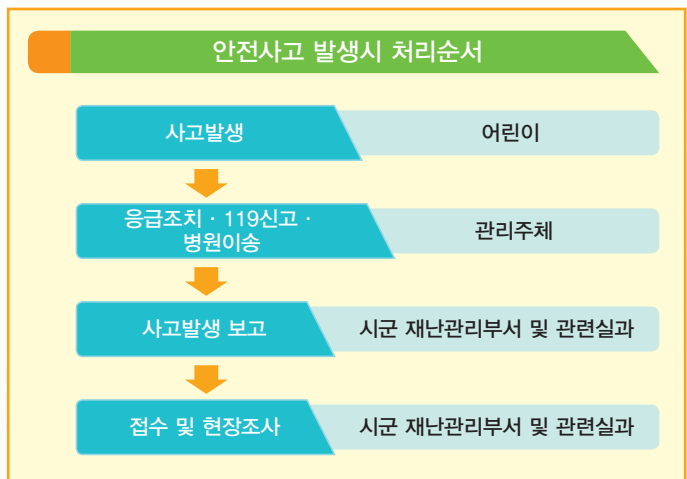 안전사고 발생시 처리순서
사고발생
어린이
응급조치 · 119신고 ·
병원이송
관리주체
사고발생 보고
시군 재난관리부서 및 관련실과
접수 및 현장조사
시군 재난관리부서 및 관련실과